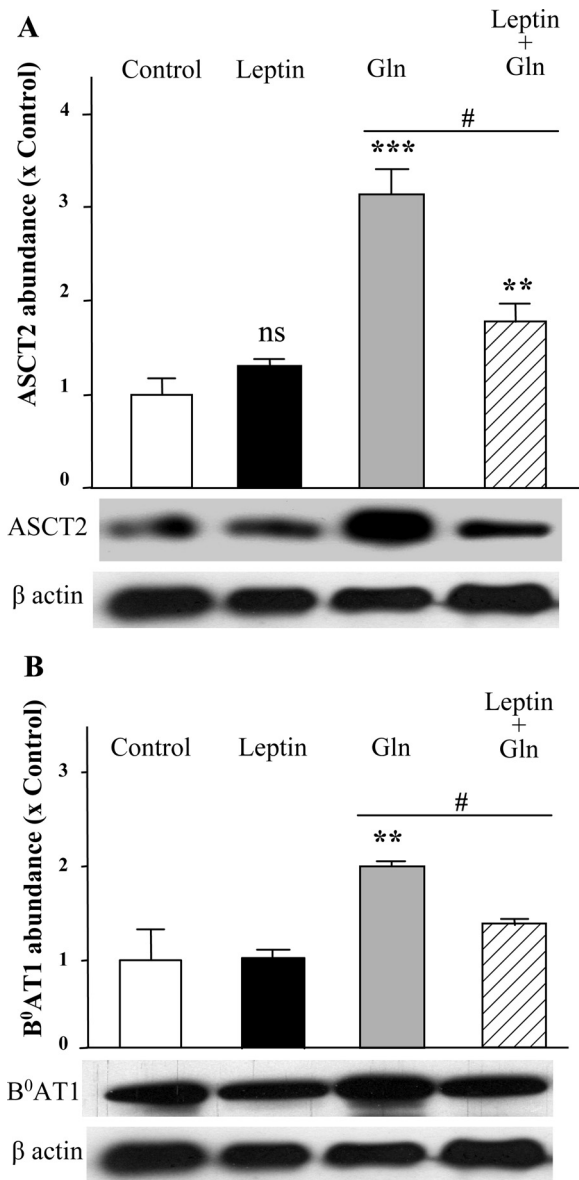 A
Control Leptin Gln Leptin
+
Gln
ASCT2 abundance (x Control)
4
3
2
1
0
#
***
**
ns
ASCT2
β actin
B
Control Leptin Gln Leptin
+
Gln
B⁰AT1 abundance (x Control)
3
2
1
0
#
**
B⁰AT1
β actin